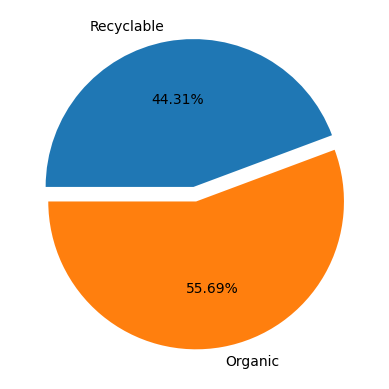 Recyclable
44.31%
55.69%
Organic